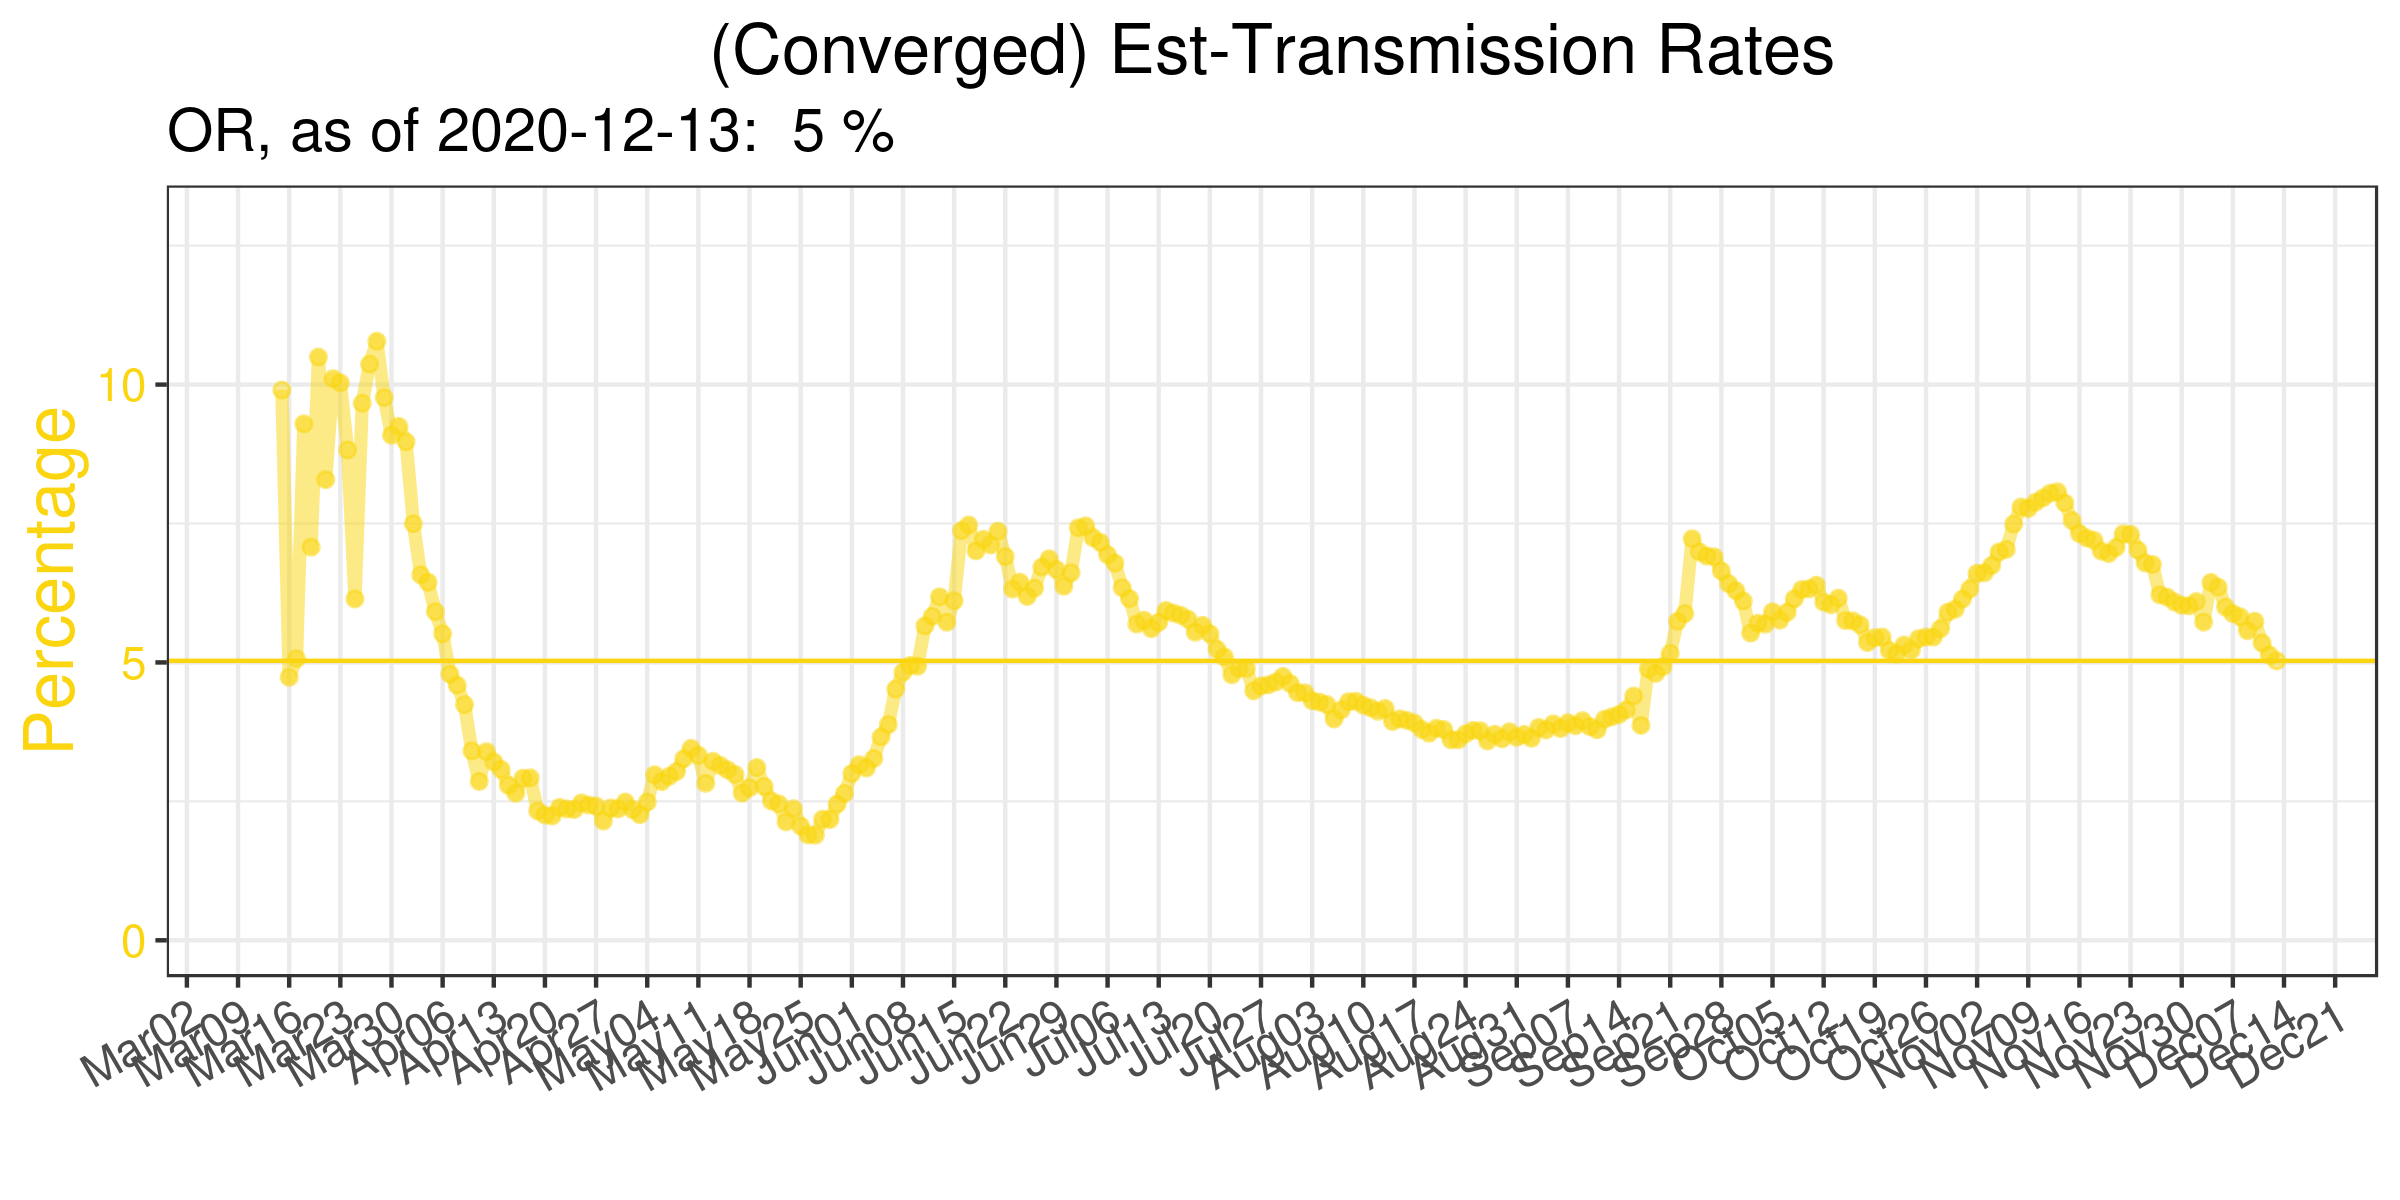 (Converged) Est-Transmission Rates
OR, as of 2020-12-13:  5 %
Percentage
10
5
0
Mar02
Mar09
Mar16
Mar23
Mar30
Apr06
Apr13
Apr20
Apr27
May04
May11
May18
May25
Jun01
Jun08
Jun15
Jun22
Jun29
Jul06
Jul13
Jul20
Jul27
Aug03
Aug10
Aug17
Aug24
Aug31
Sep07
Sep14
Sep21
Sep28
Oct05
Oct12
Oct19
Oct26
Nov02
Nov09
Nov16
Nov23
Nov30
Dec07
Dec14
Dec21